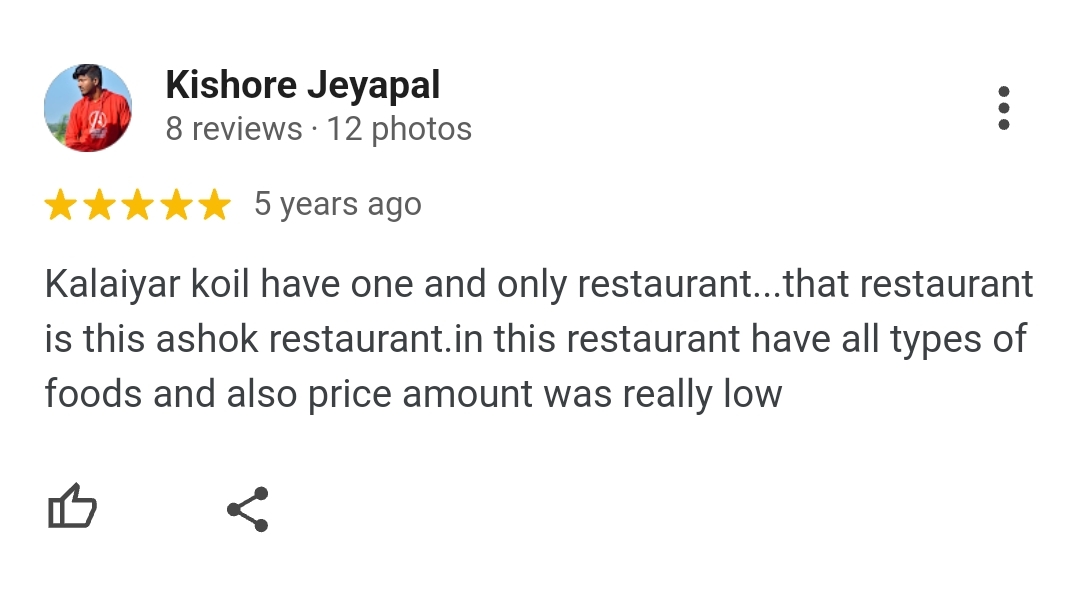 Kishore Jeyapal
8 reviews · 12 photos
5 years ago
Kalaiyar koil have one and only restaurant...that restaurant
is this ashok restaurant.in this restaurant have all types of
foods and also price amount was really low